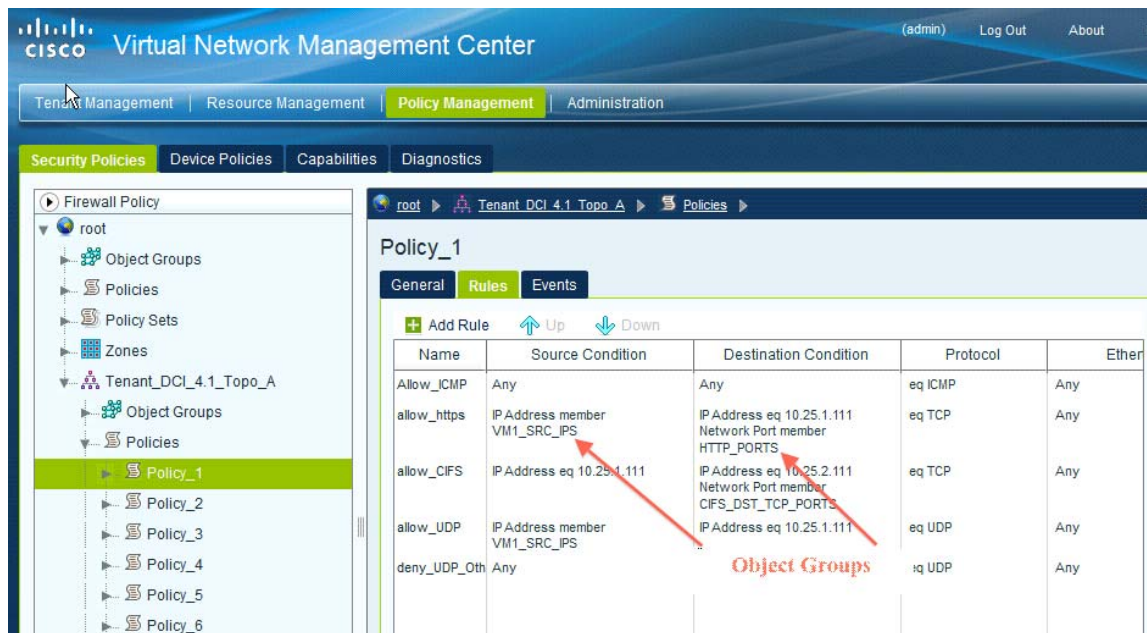 (admin) Log Out About
CISCO Virtual Network Management Center
Tenant Management | Resource Management | Policy Management | Administration
Security Policies Device Policies Capabilities Diagnostics
Firewall Policy
root
Object Groups
Policies
Policy Sets
Zones
Tenant_DCI_4.1_Topo_A
Object Groups
Policies
Policy_1
Policy_2
Policy_3
Policy_4
Policy_5
Policy_6
root Tenant_DCI_4.1_Topo_A Policies
Policy_1
General Rules Events
Add Rule Up Down
Name Source Condition Destination Condition Protocol Ether
Allow_ICMP Any Any eq ICMP Any
allow_https IP Address member IP Address eq 10.25.1.111 eq TCP Any
VM1_SRC_IPS Network Port member
HTTP_PORTS
allow_CIFS IP Address eq 10.25.1.111 IP Address eq 10.25.2.111 eq TCP Any
Network Port member
CIFS_DST_TCP_PORTS
allow_UDP IP Address member IP Address eq 10.25.1.111 eq UDP Any
VM1_SRC_IPS
Object Groups
deny_UDP_Oth Any eq UDP Any